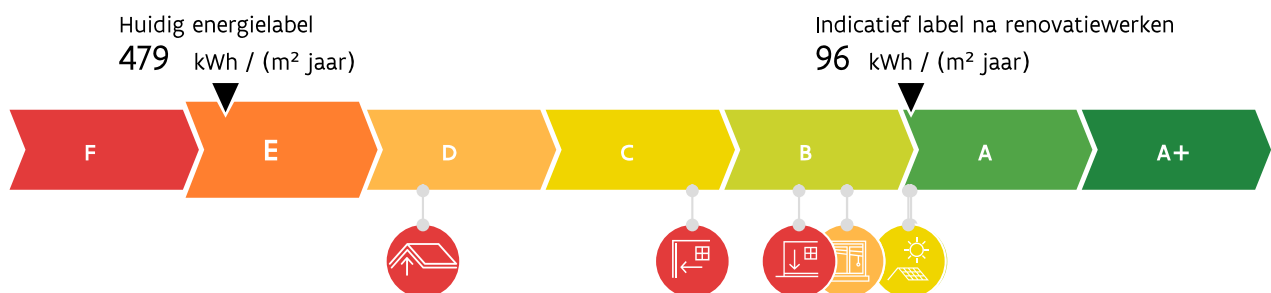 Huidig energielabel
479 kWh / (m² jaar)
Indicatief label na renovatiewerken
96 kWh / (m² jaar)
F E D C B A A+